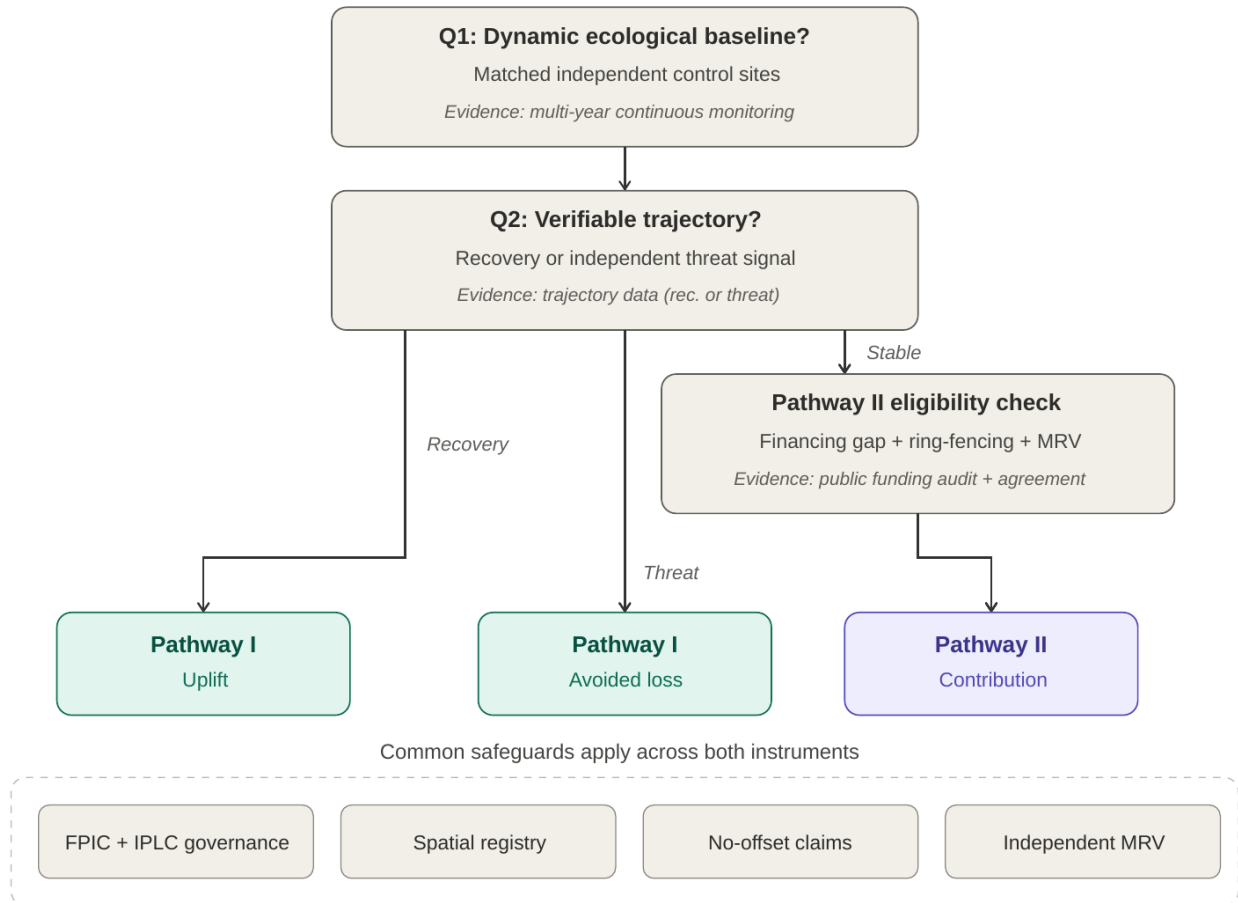 Q1: Dynamic ecological baseline?
Matched independent control sites
Evidence: multi-year continuous monitoring
Q2: Verifiable trajectory?
Recovery or independent threat signal
Evidence: trajectory data (rec. or threat)
Stable
Pathway II eligibility check
Financing gap + ring-fencing + MRV
Evidence: public funding audit + agreement
Recovery
Threat
Pathway I
Uplift
Pathway I
Avoided loss
Pathway II
Contribution
Common safeguards apply across both instruments
FPIC + IPLC governance
Spatial registry
No-offset claims
Independent MRV